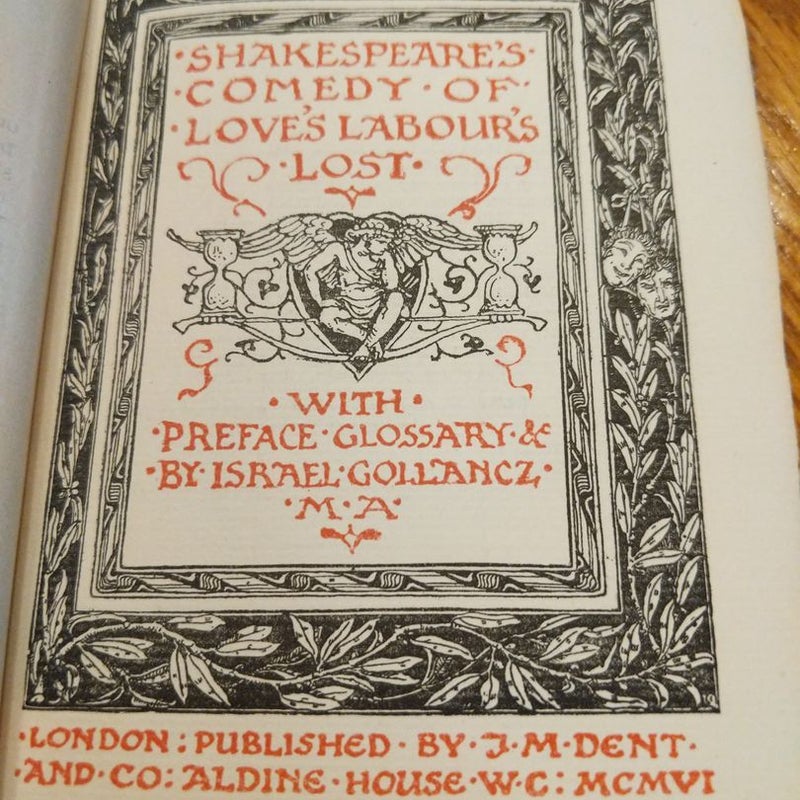 ·SHAKESPEARE'S·
·COMEDY·OF·
·LOVE'S LABOUR'S
·LOST·
·WITH·
·PREFACE·GLOSSARY·&c
·BY·ISRAEL·GOLLANCZ·
·M·A·
·LONDON:PUBLISHED·BY·J·M·DENT·
·AND·CO:ALDINE·HOUSE·W·C:MCMVI